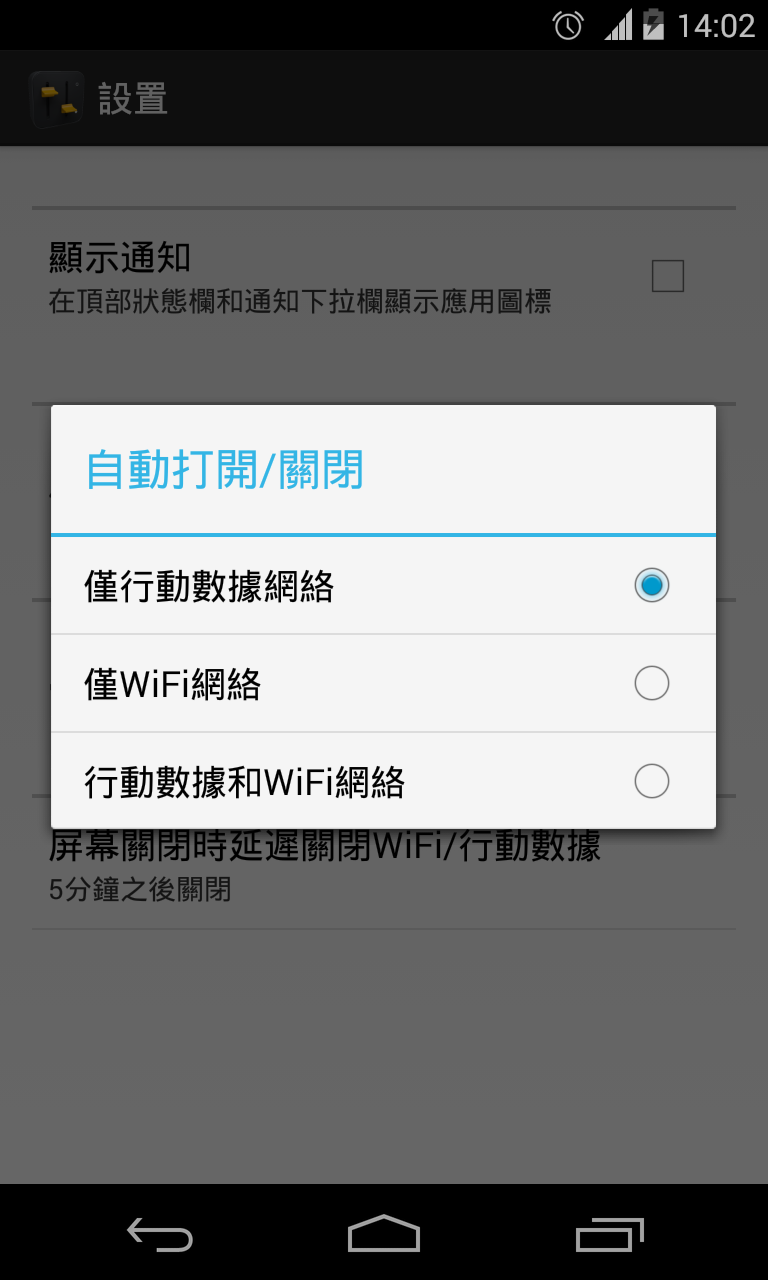 14:02
設置
顯示通知
在頂部狀態欄和通知下拉欄顯示應用圖標
自動打開/關閉
僅行動數據網絡
僅WiFi網絡
行動數據和WiFi網絡
屏幕關閉時延遲關閉WiFi/行動數據
5分鐘之後關閉